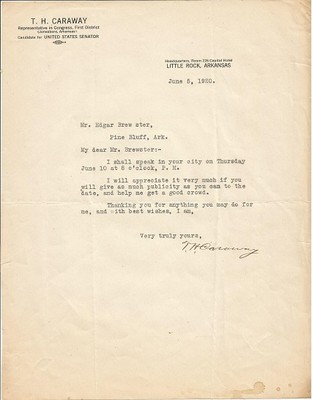 T. H. CARAWAY
Representative in Congress, First District
Jonesboro, Arkansas
Candidate for UNITED STATES SENATOR
Headquarters, Room 226 Capital Hotel
LITTLE ROCK, ARKANSAS
June 5, 1920.
Mr. Edgar Brewster,
Pine Bluff, Ark.
My dear Mr. Brewster:-
I shall speak in your city on Thursday
June 10 at 8 o'clock, P. M.
I will appreciate it very much if you
will give as much publicity as you can to the
date, and help me get a good crowd.
Thanking you for anything you may do for
me, and with best wishes, I am,
Very truly yours,
T. H. Caraway